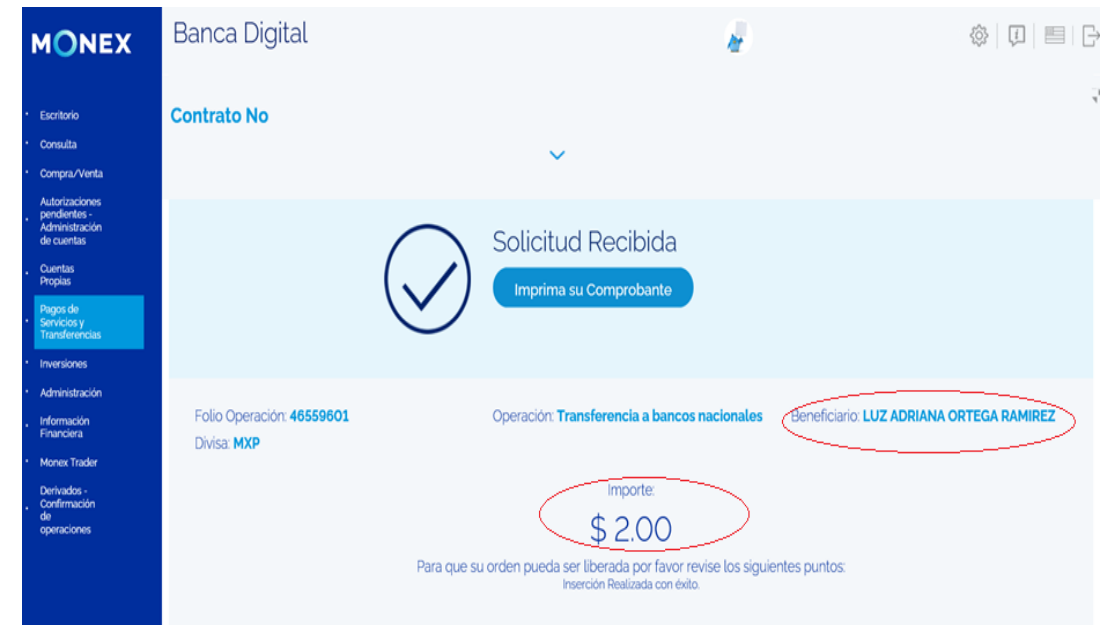 MONEX
Banca Digital
Escritorio
Consulta
Compra/Venta
Autorizaciones
pendientes -
Administración
de cuentas
Cuentas
Propias
Pagos de
Servicios y
Transferencias
Inversiones
Administración
Información
Financiera
Monex Trader
Derivados -
Confirmación
de
operaciones
Contrato No
Solicitud Recibida
Imprima su Comprobante
Folio Operación: 46559601
Operación: Transferencia a bancos nacionales
Beneficiario: LUZ ADRIANA ORTEGA RAMIREZ
Divisa: MXP
Importe:
$ 2.00
Para que su orden pueda ser liberada por favor revise los siguientes puntos:
Inserción Realizada con éxito.